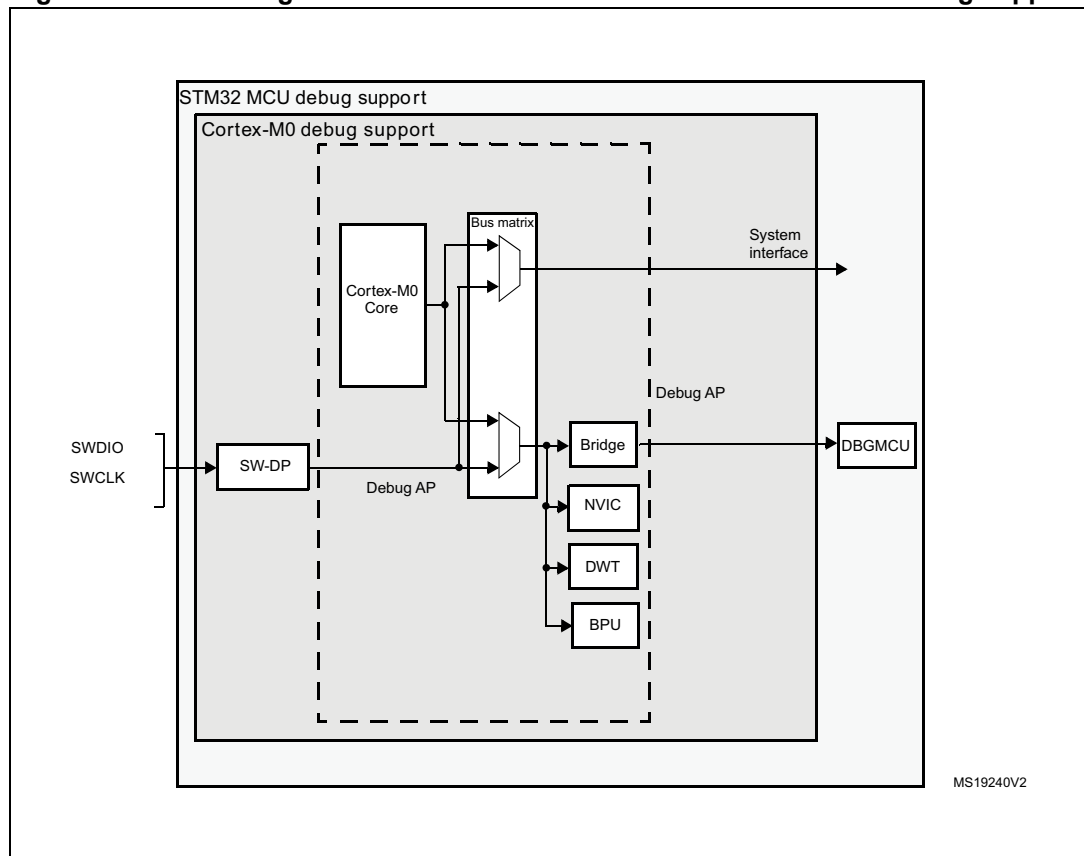 STM32 MCU debug support
Cortex-M0 debug support
Bus matrix
System
interface
Cortex-M0
Core
Debug AP
SWDIO
SWCLK
SW-DP
Debug AP
Bridge
DBGMCU
NVIC
DWT
BPU
MS19240V2